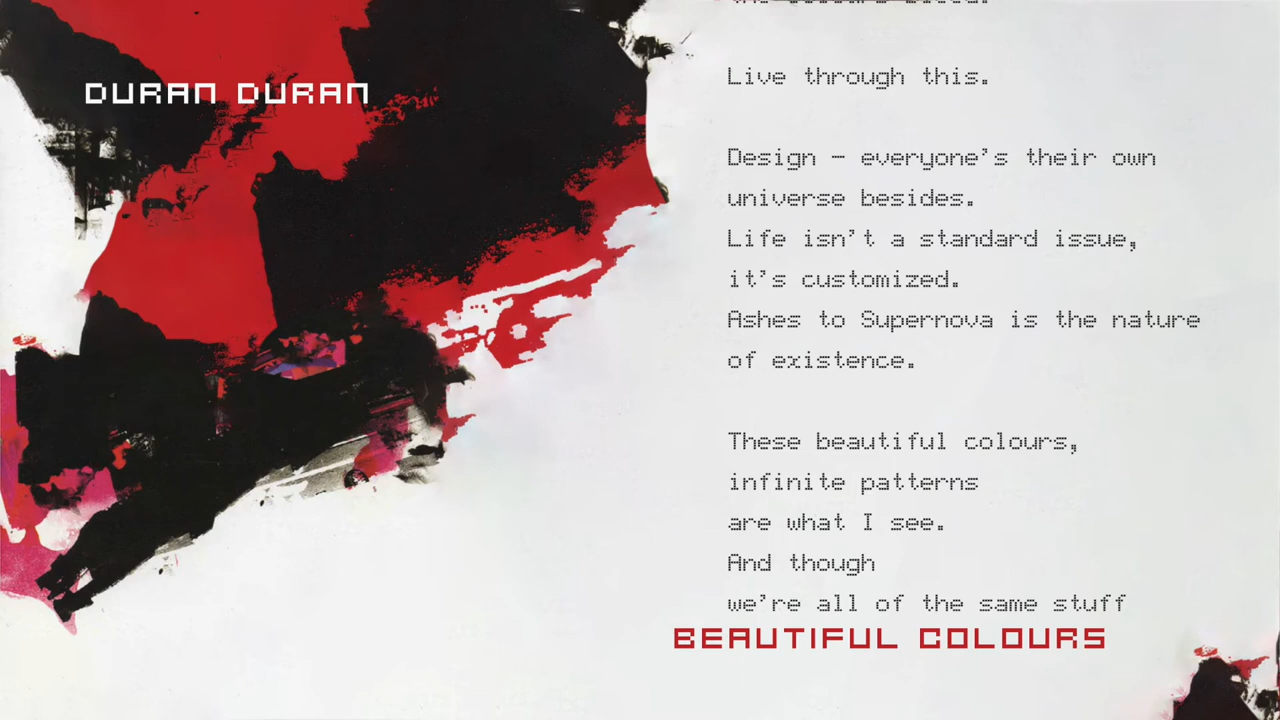 DURAN DURAN
Live through this.
Design - everyone's their own
universe besides.
Life isn't a standard issue,
it's customized.
Ashes to Supernova is the nature
of existence.
These beautiful colours,
infinite patterns
are what I see.
And though
we're all of the same stuff
BEAUTIFUL COLOURS